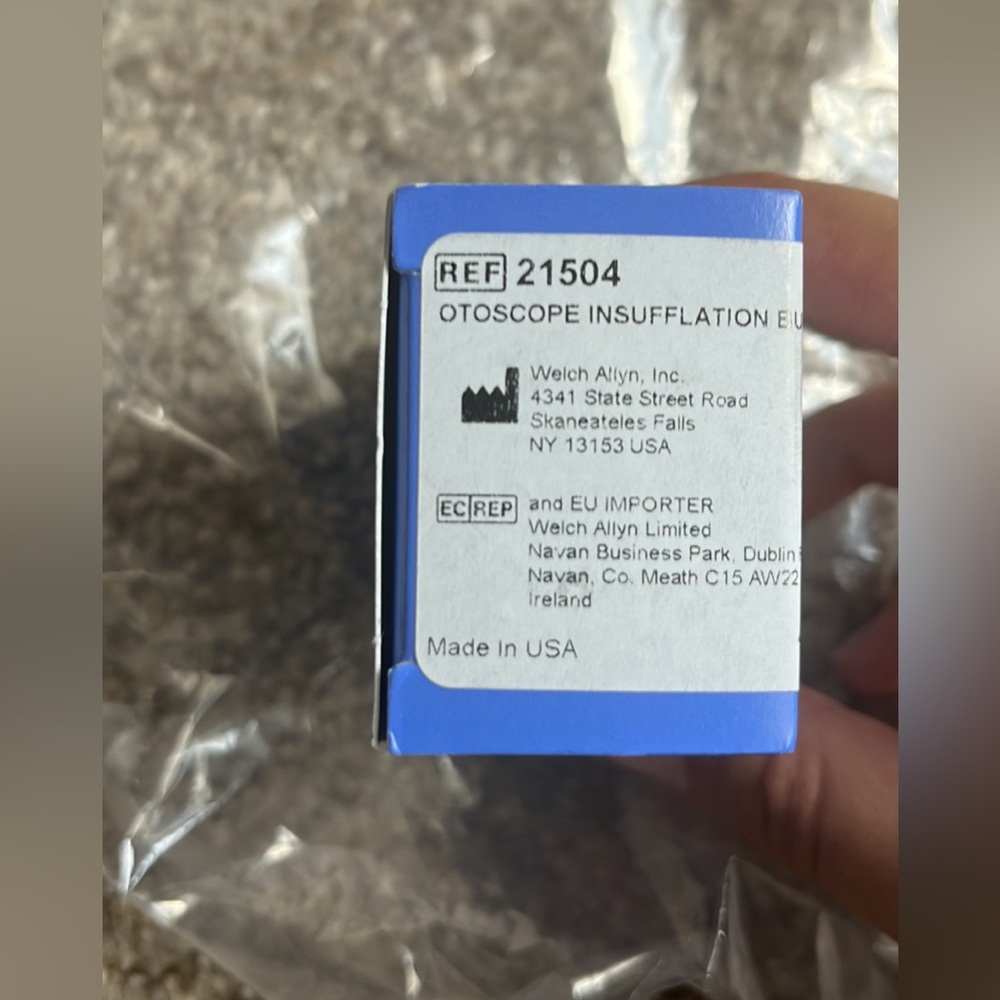 REF 21504
OTOSCOPE INSUFFLATION
Welch Allyn, Inc.
4341 State Street Road
Skaneateles Falls
NY 13153 USA
EC REP and EU IMPORTER
Welch Allyn Limited
Navan Business Park, Dublin
Navan, Co. Meath C15 AW22
Ireland
Made In USA